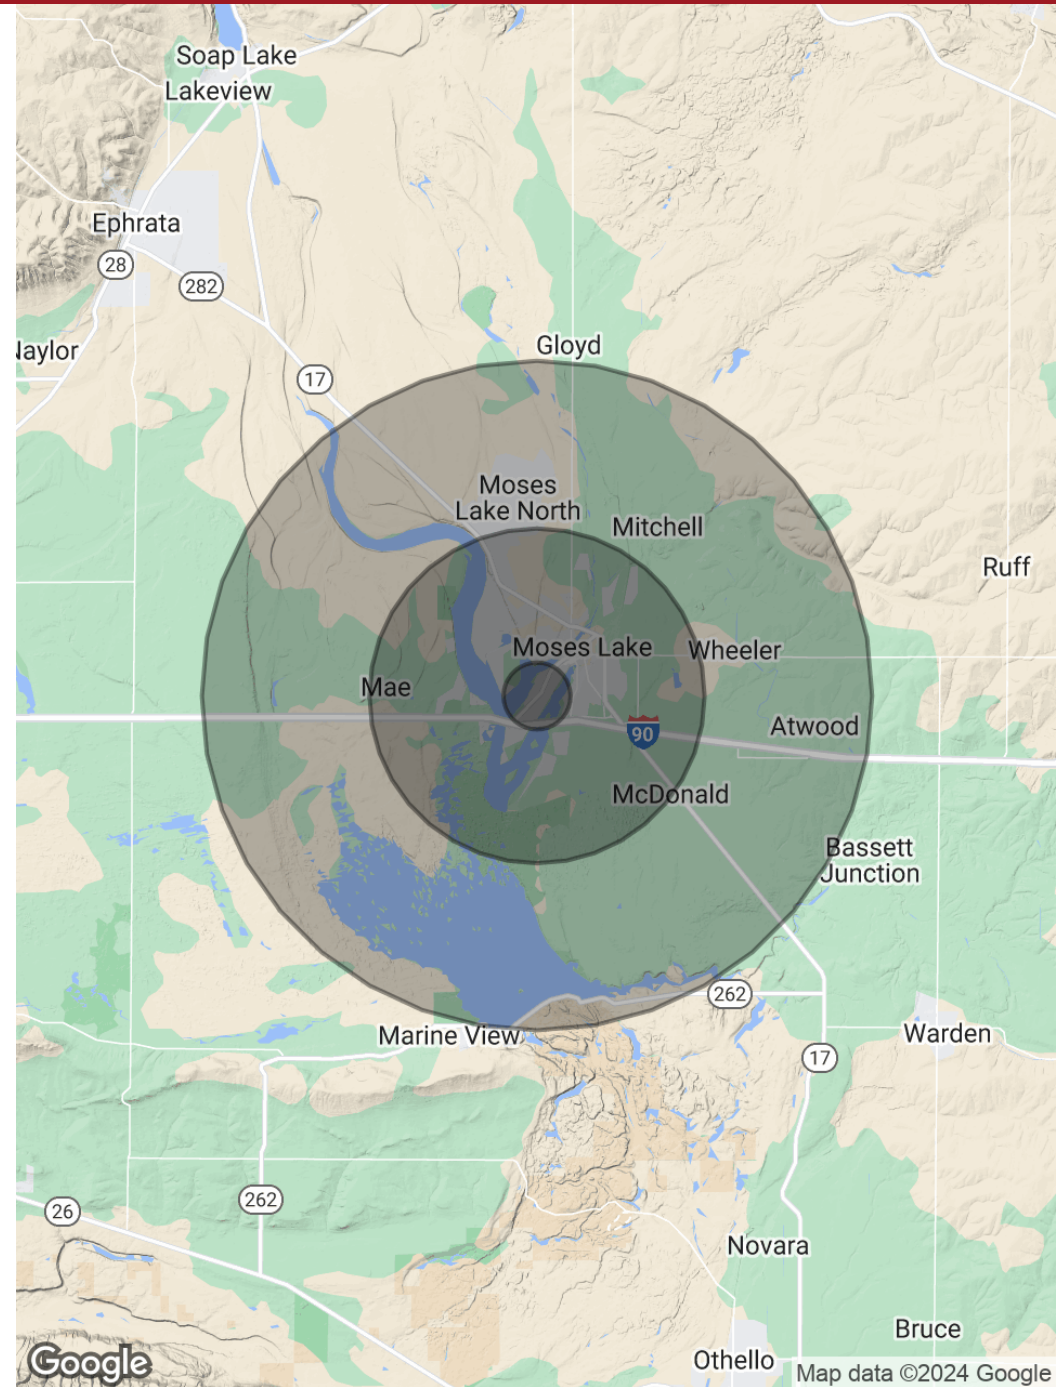 Soap Lake
Lakeview
Ephrata
28
282
Naylor
17
Gloyd
Moses
Lake North
Mitchell
Ruff
Moses Lake
Wheeler
Mae
90
Atwood
McDonald
Bassett
Junction
262
Marine View
Warden
17
262
26
Novara
Bruce
Othello
Google
Map data ©2024 Google